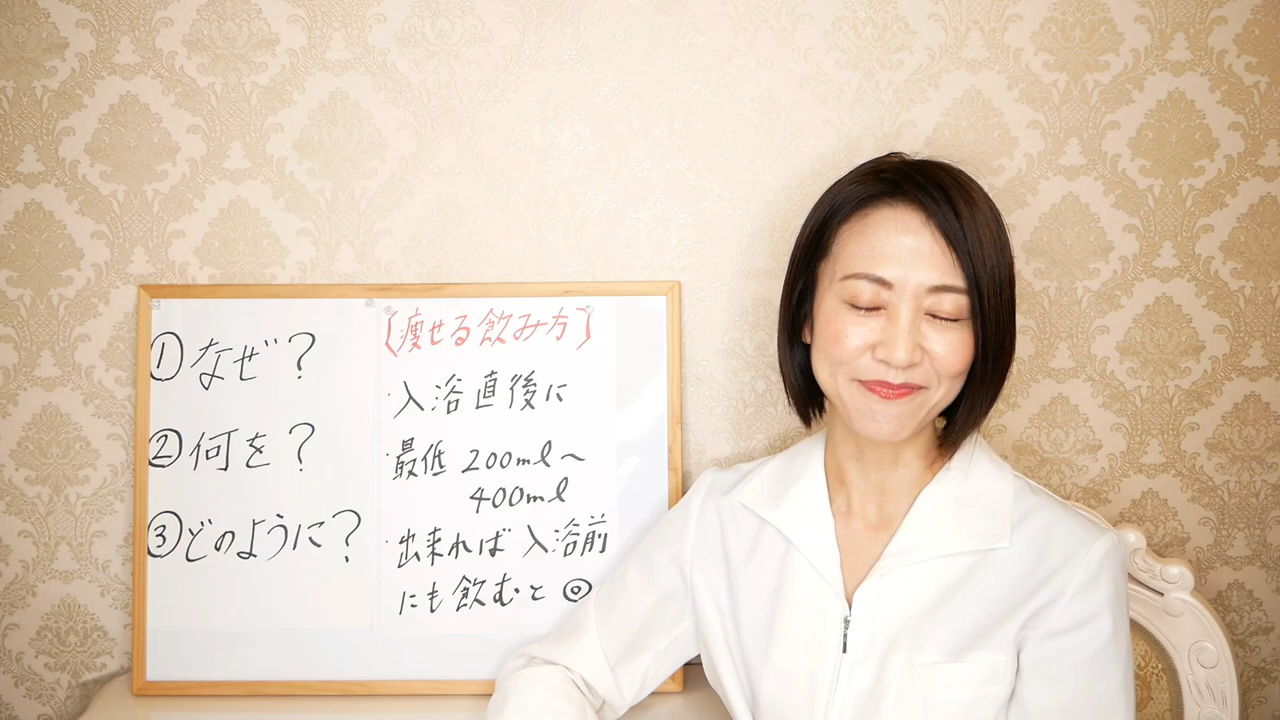 ①なぜ?
②何を?
③どのように?
【痩せる飲み方】
・入浴直後に
・最低 200ml～
400ml
・出来れば入浴前
にも飲むと◎